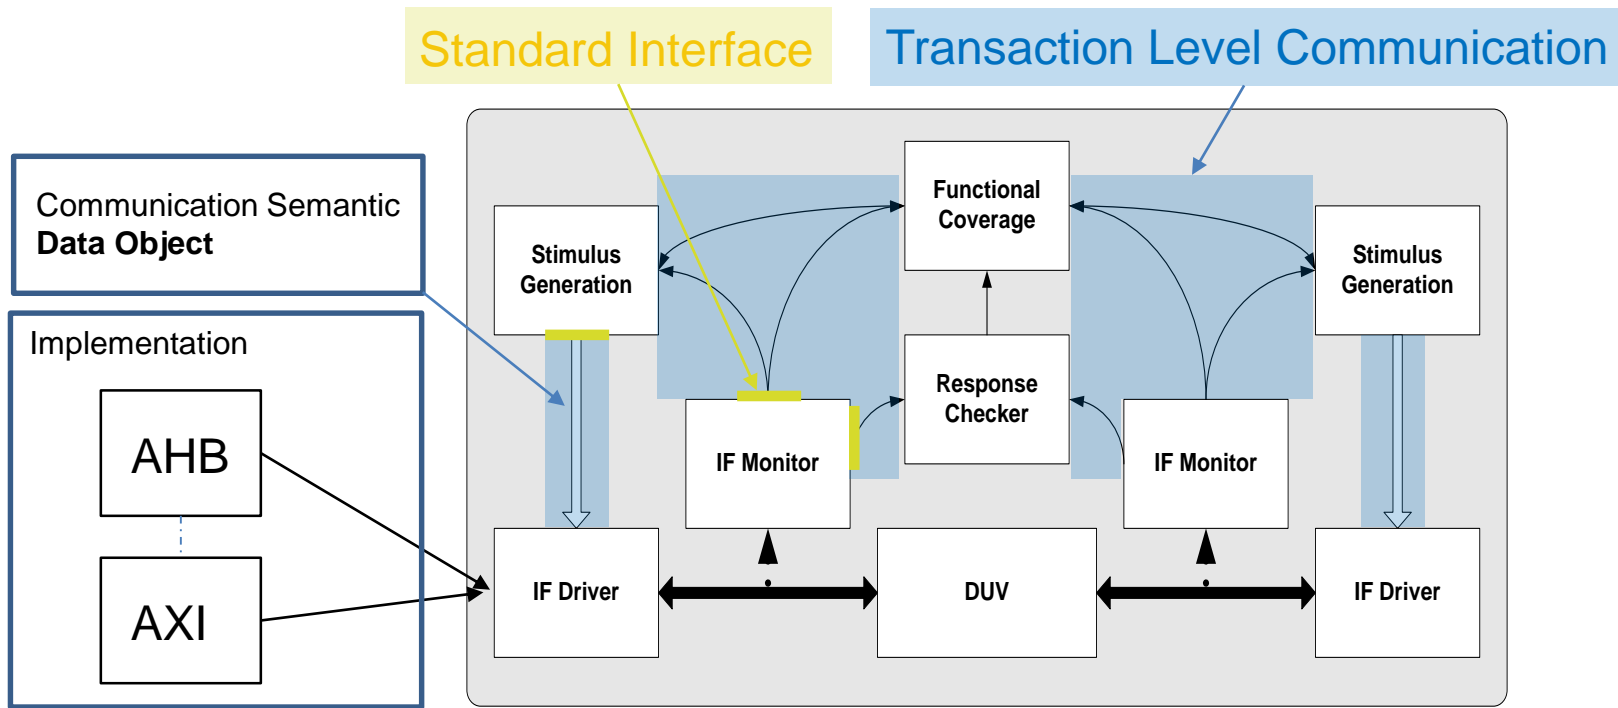 Standard Interface
Transaction Level Communication
Communication Semantic
Data Object
Implementation
AHB
AXI
Stimulus
Generation
Functional
Coverage
Stimulus
Generation
IF Monitor
Response
Checker
IF Monitor
IF Driver
DUV
IF Driver